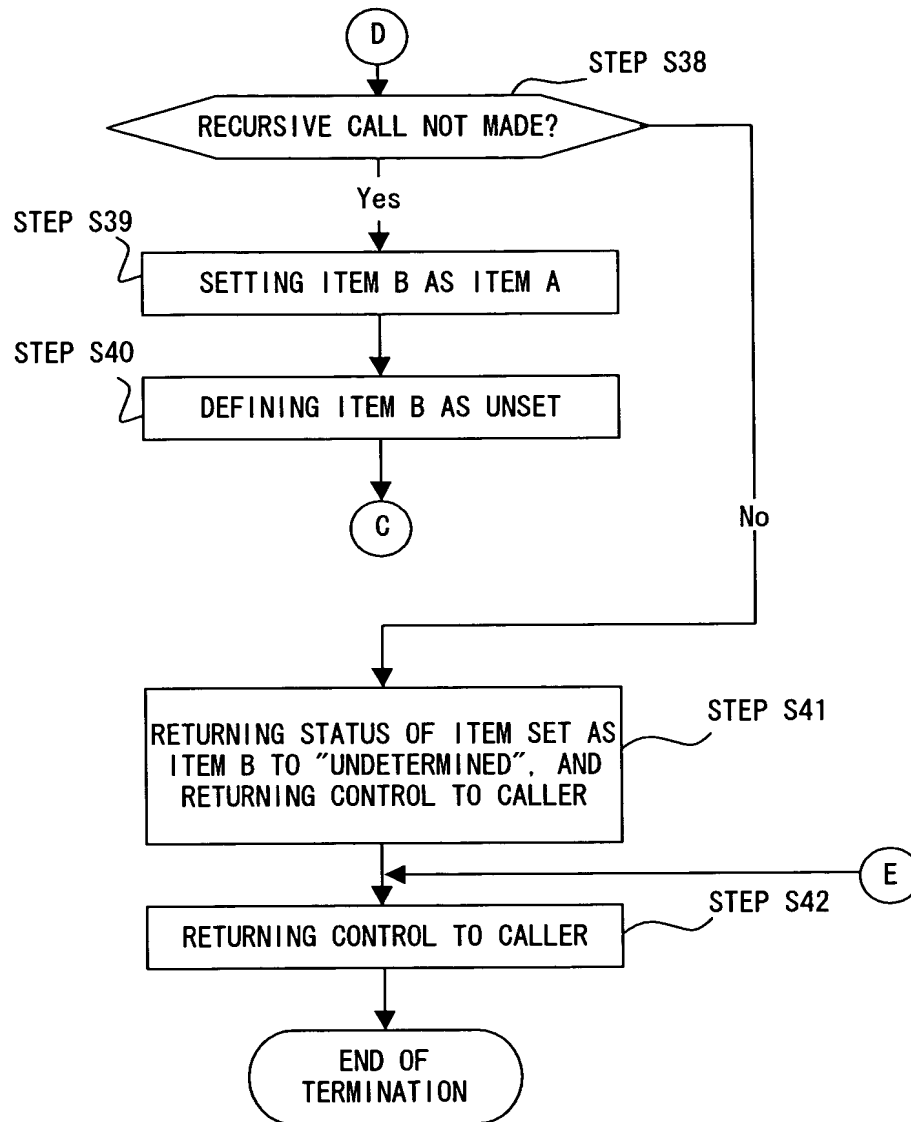 D
STEP S38
RECURSIVE CALL NOT MADE?
Yes
STEP S39
SETTING ITEM B AS ITEM A
STEP S40
DEFINING ITEM B AS UNSET
C
No
RETURNING STATUS OF ITEM SET AS
ITEM B TO "UNDETERMINED", AND
RETURNING CONTROL TO CALLER
STEP S41
E
STEP S42
RETURNING CONTROL TO CALLER
END OF
TERMINATION